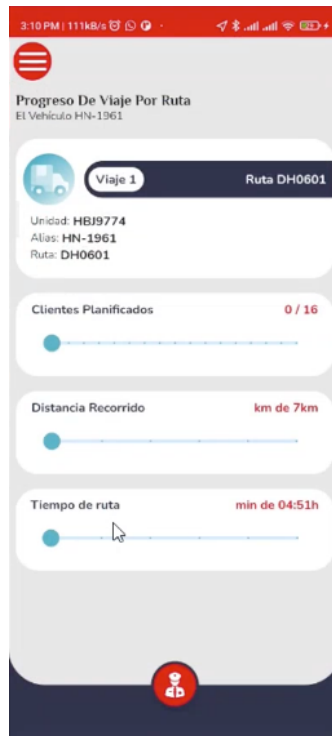 3:10 PM | 111kB/s
Progreso De Viaje Por Ruta
El Vehículo HN-1961
Viaje 1
Ruta DH0601
Unidad: HBJ9774
Alias: HN-1961
Ruta: DH0601
Clientes Planificados
0 / 16
Distancia Recorrido
km de 7km
Tiempo de ruta
min de 04:51h